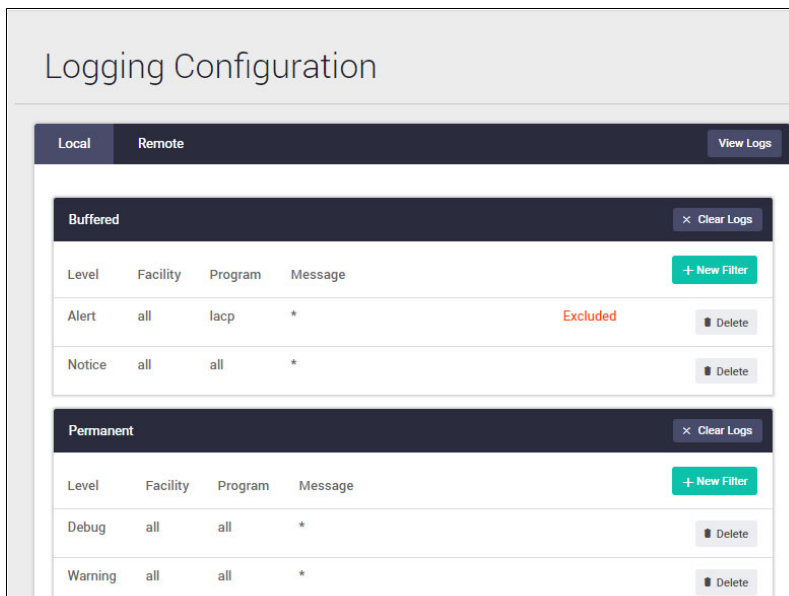 Logging Configuration
Local Remote View Logs
Buffered × Clear Logs
Level Facility Program Message + New Filter
Alert all lacp * Excluded Delete
Notice all all * Delete
Permanent × Clear Logs
Level Facility Program Message + New Filter
Debug all all * Delete
Warning all all * Delete